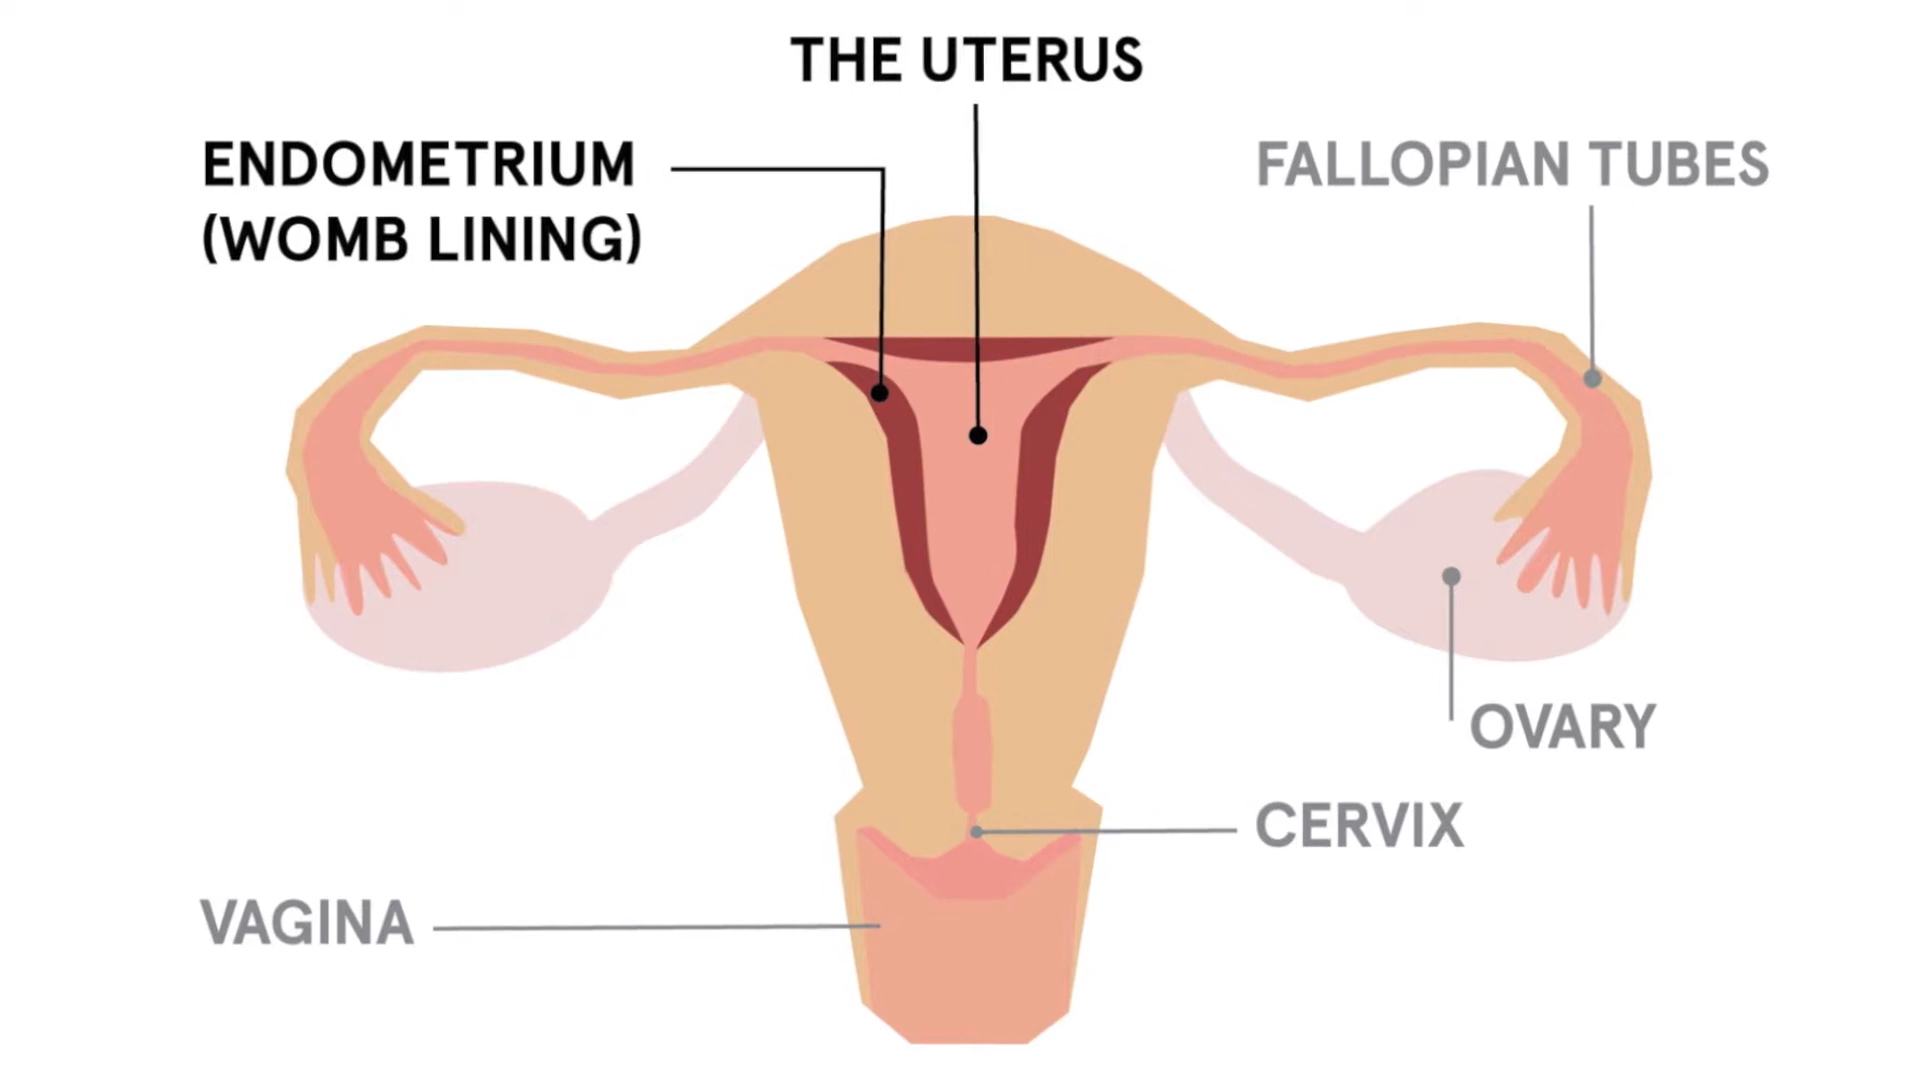 THE UTERUS
ENDOMETRIUM
(WOMB LINING)
FALLOPIAN TUBES
OVARY
CERVIX
VAGINA